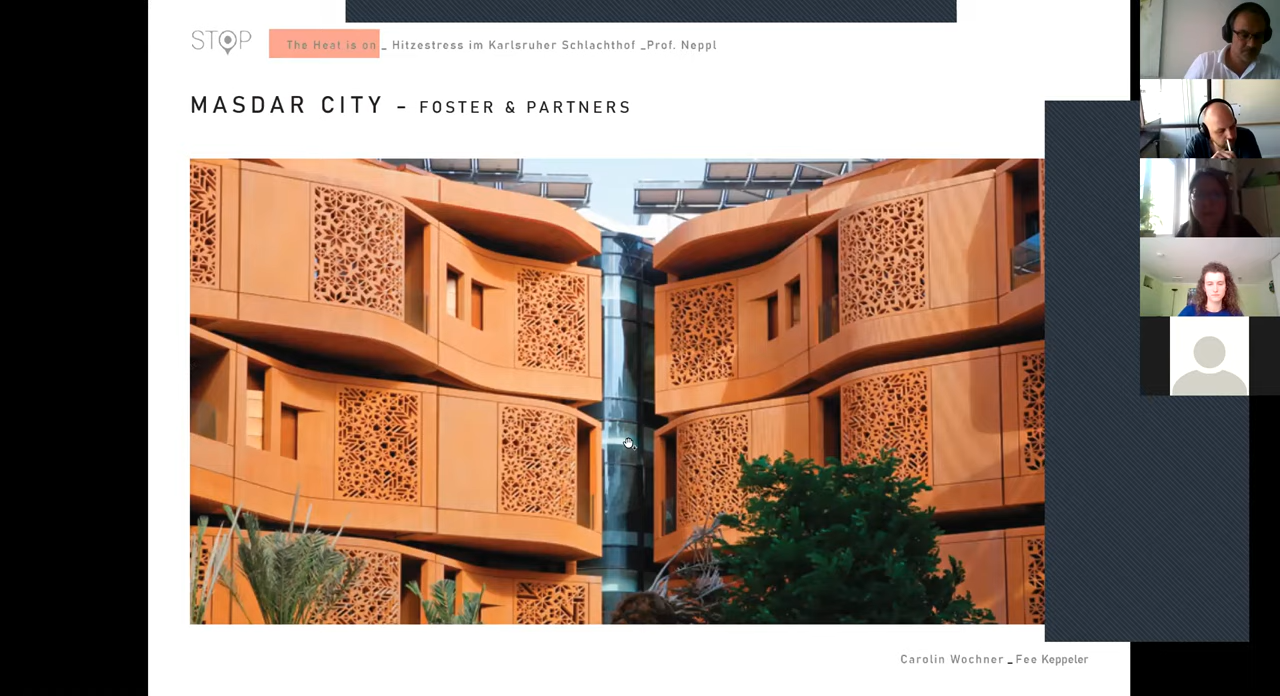 STOP
The Heat is on _ Hitzestress im Karlsruher Schlachthof _Prof. Neppl
MASDAR CITY – FOSTER & PARTNERS
Carolin Wochner _ Fee Keppeler